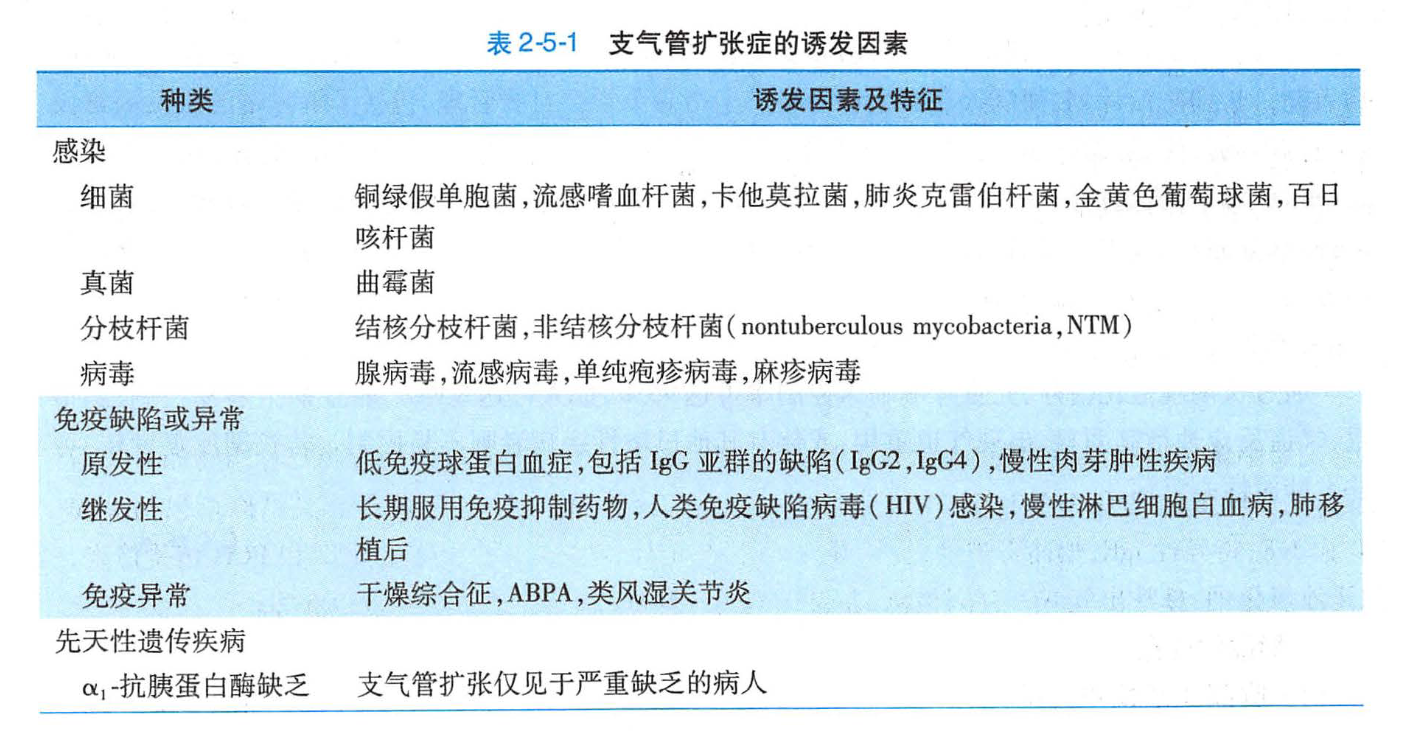 表 2-5-1 支气管扩张症的诱发因素
种类 诱发因素及特征
感染
细菌 铜绿假单胞菌,流感嗜血杆菌,卡他莫拉菌,肺炎克雷伯杆菌,金黄色葡萄球菌,百日
咳杆菌
真菌 曲霉菌
分枝杆菌 结核分枝杆菌,非结核分枝杆菌(nontuberculous mycobacteria,NTM)
病毒 腺病毒,流感病毒,单纯疱疹病毒,麻疹病毒
免疫缺陷或异常
原发性 低免疫球蛋白血症,包括 IgG 亚群的缺陷(IgG2,IgG4),慢性肉芽肿性疾病
继发性 长期服用免疫抑制药物,人类免疫缺陷病毒(HIV)感染,慢性淋巴细胞白血病,肺移
植后
免疫异常 干燥综合征,ABPA,类风湿关节炎
先天性遗传疾病
α₁-抗胰蛋白酶缺乏 支气管扩张仅见于严重缺乏的病人